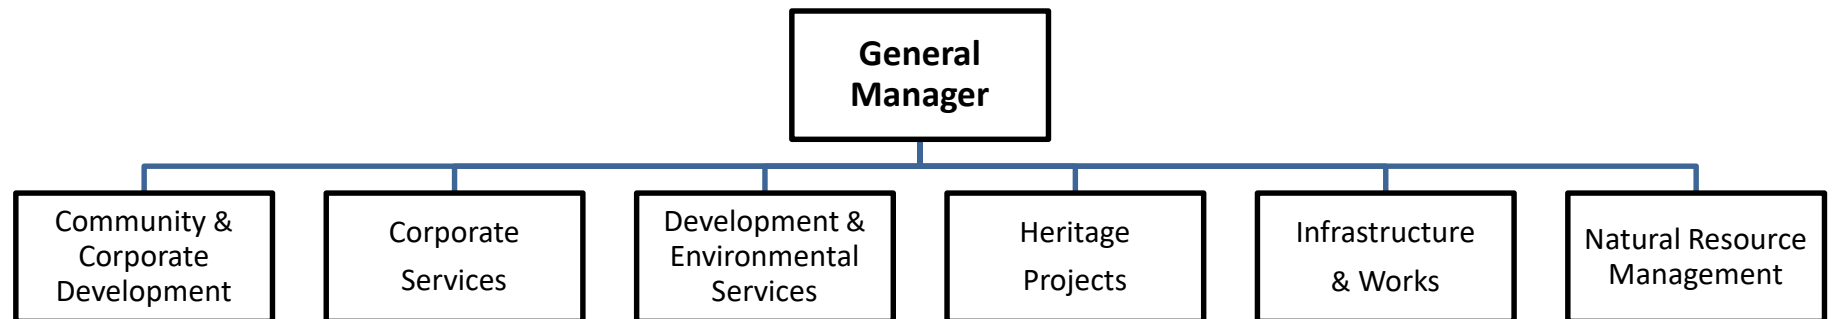 General
Manager
Community &
Corporate
Development
Corporate
Services
Development &
Environmental
Services
Heritage
Projects
Infrastructure
& Works
Natural Resource
Management